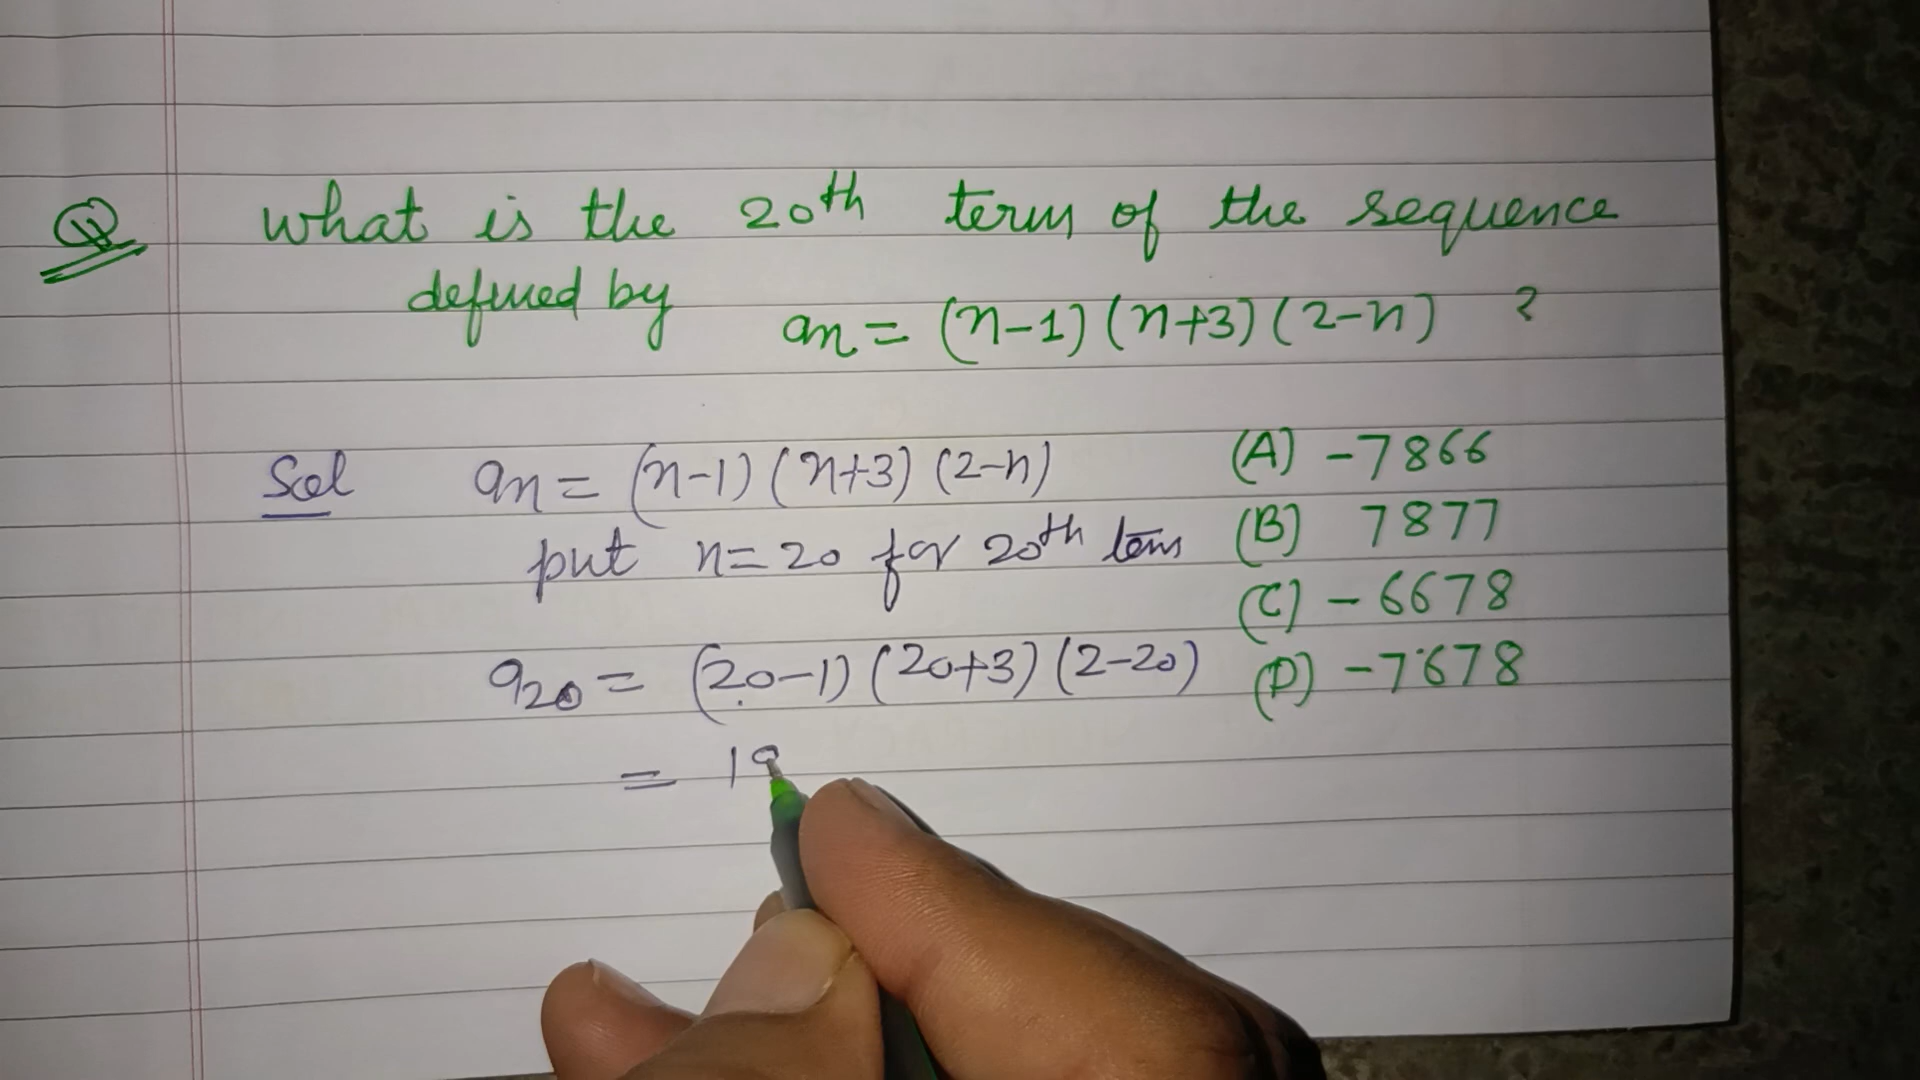 Q what is the 20th term of the sequence
defined by an = (n-1) (n+3) (2-n) ?
Sol an = (n-1) (n+3) (2-n) (A) -7866
put n=20 for 20th term (B) 7877
(C) -6678
a20 = (20-1) (20+3) (2-20) (D) -7678
= 19